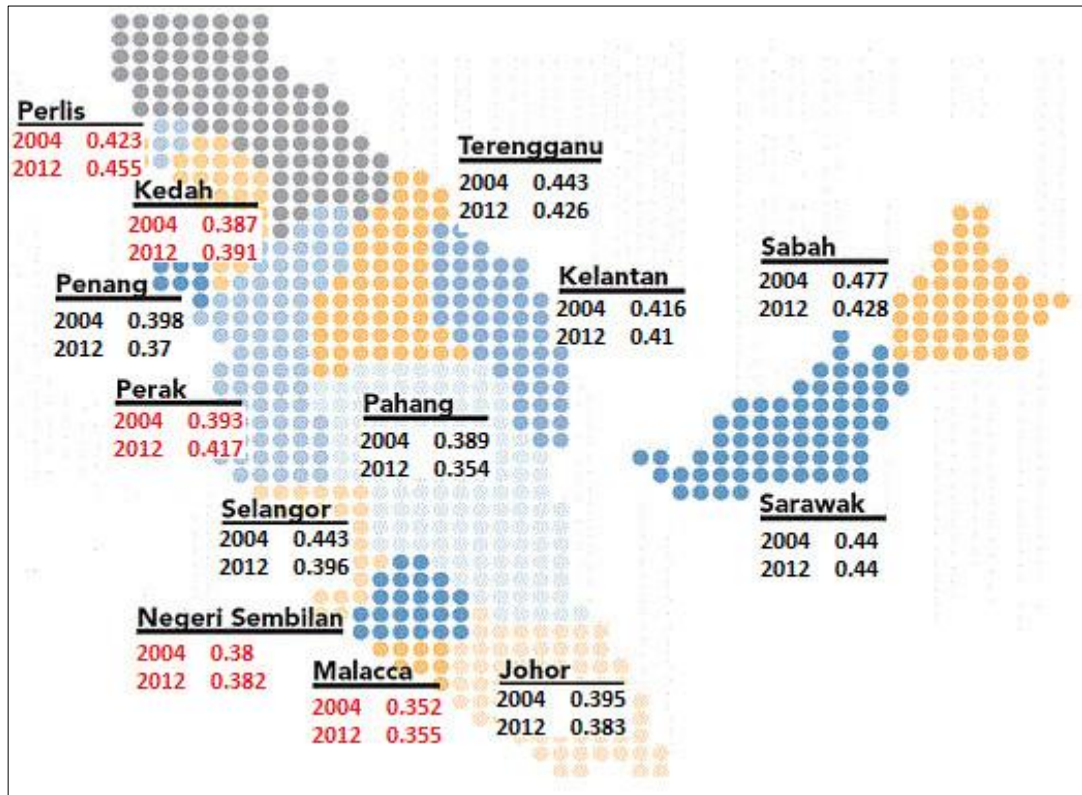 Perlis
2004 0.423
2012 0.455
Kedah
2004 0.387
2012 0.391
Penang
2004 0.398
2012 0.37
Perak
2004 0.393
2012 0.417
Terengganu
2004 0.443
2012 0.426
Kelantan
2004 0.416
2012 0.41
Pahang
2004 0.389
2012 0.354
Selangor
2004 0.443
2012 0.396
Negeri Sembilan
2004 0.38
2012 0.382
Malacca
2004 0.352
2012 0.355
Johor
2004 0.395
2012 0.383
Sabah
2004 0.477
2012 0.428
Sarawak
2004 0.44
2012 0.44